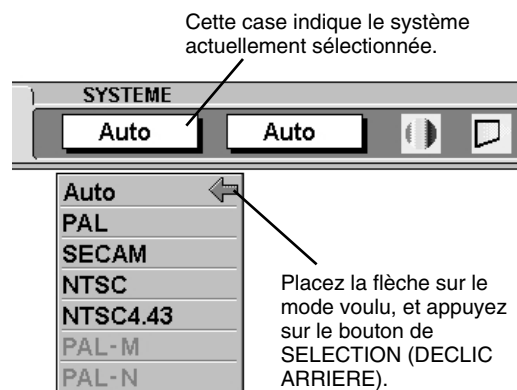 Cette case indique le système
actuellement sélectionnée.
SYSTEME
Auto Auto
Auto
PAL
SECAM
NTSC
NTSC4.43
PAL-M
PAL-N
Placez la flèche sur le
mode voulu, et appuyez
sur le bouton de
SELECTION (DECLIC
ARRIERE).